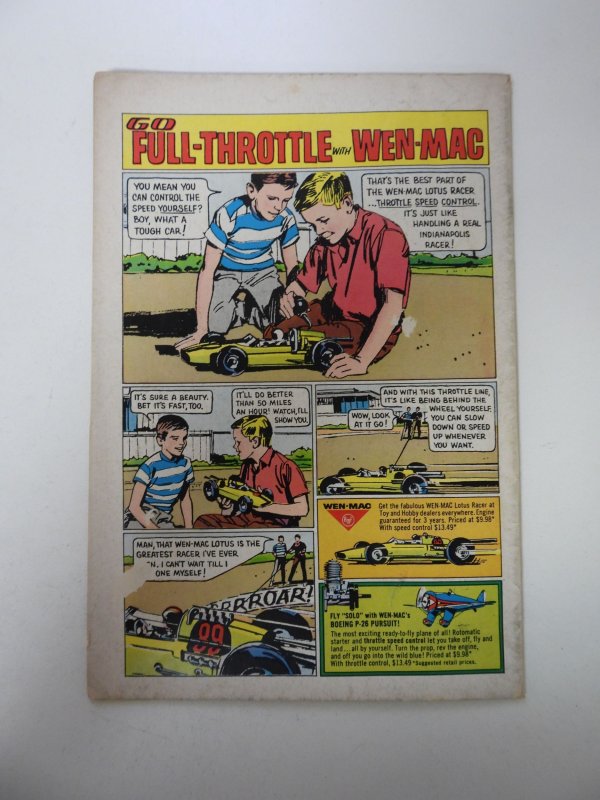 GO
FULL-THROTTLE WITH WEN-MAC
YOU MEAN YOU
CAN CONTROL THE
SPEED YOURSELF?
BOY, WHAT A
TOUGH CAR!
THAT'S THE BEST PART OF
THE WEN-MAC LOTUS RACER
...THROTTLE SPEED CONTROL.
IT'S JUST LIKE
HANDLING A REAL
INDIANAPOLIS
RACER!
IT'S SURE A BEAUTY.
BET IT'S FAST, TOO.
IT'LL DO BETTER
THAN 50 MILES
AN HOUR! WATCH, I'LL
SHOW YOU.
WOW, LOOK
AT IT GO!
AND WITH THIS THROTTLE LINE,
IT'S LIKE BEING BEHIND THE
WHEEL YOURSELF.
YOU CAN SLOW
DOWN OR SPEED
UP WHENEVER
YOU WANT.
MAN, THAT WEN-MAC LOTUS IS THE
GREATEST RACER I'VE EVER
"N. I CAN'T WAIT TILL I
ONE MYSELF!
RRROAR!
99
WEN-MAC
Get the fabulous WEN-MAC Lotus Racer at
Toy and Hobby dealers everywhere. Engine
guaranteed for 3 years. Priced at $9.98*
With speed control $13.49*
99
FLY "SOLO" with WEN-MAC's
BOEING P-26 PURSUIT!
The most exciting ready-to-fly plane of all! Rotomatic
starter and throttle speed control let you take off, fly and
land... all by yourself. Turn the prop, rev the engine,
and off you go into the wild blue! Priced at $9.98*
With throttle control, $13.49 *Suggested retail prices.